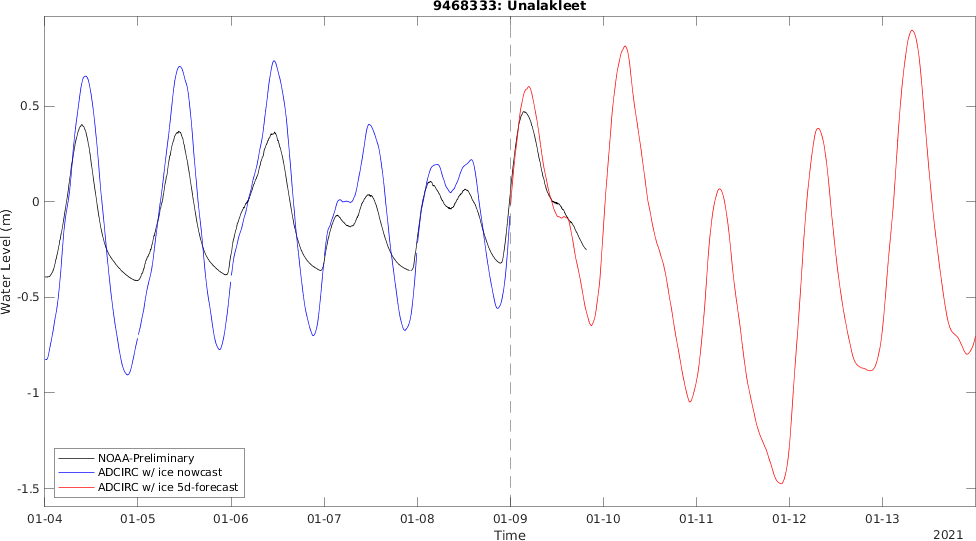 9468333: Unalakleet
Water Level (m)
0.5
0
-0.5
-1
-1.5
NOAA-Preliminary
ADCIRC w/ ice nowcast
ADCIRC w/ ice 5d-forecast
01-04 01-05 01-06 01-07 01-08 01-09 01-10 01-11 01-12 01-13
Time
2021